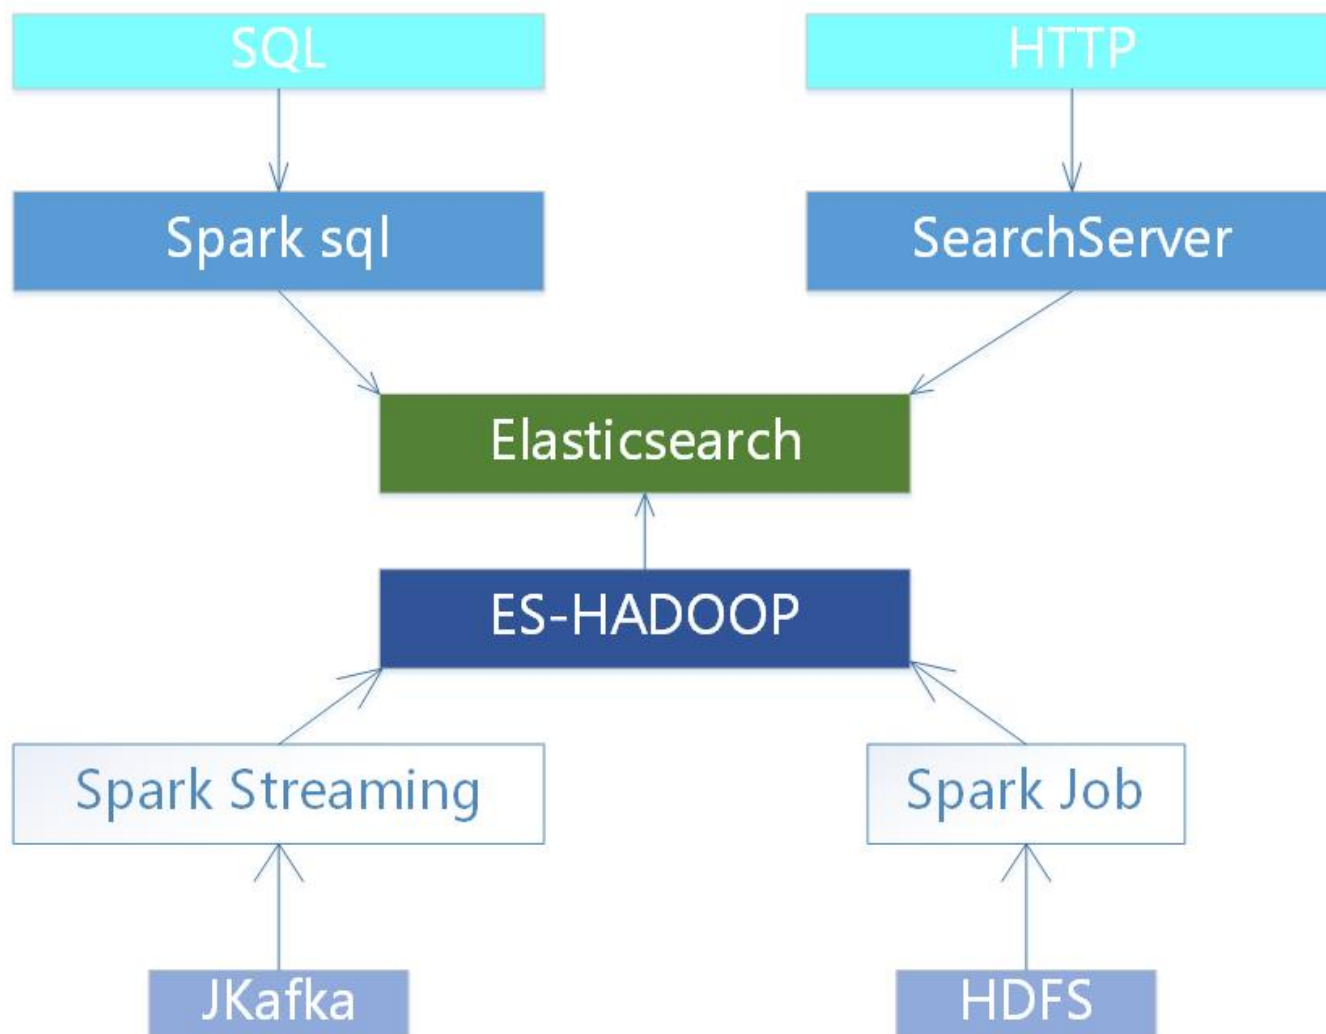 SQL
HTTP
Spark sql
SearchServer
Elasticsearch
ES-HADOOP
Spark Streaming
Spark Job
JKafka
HDFS